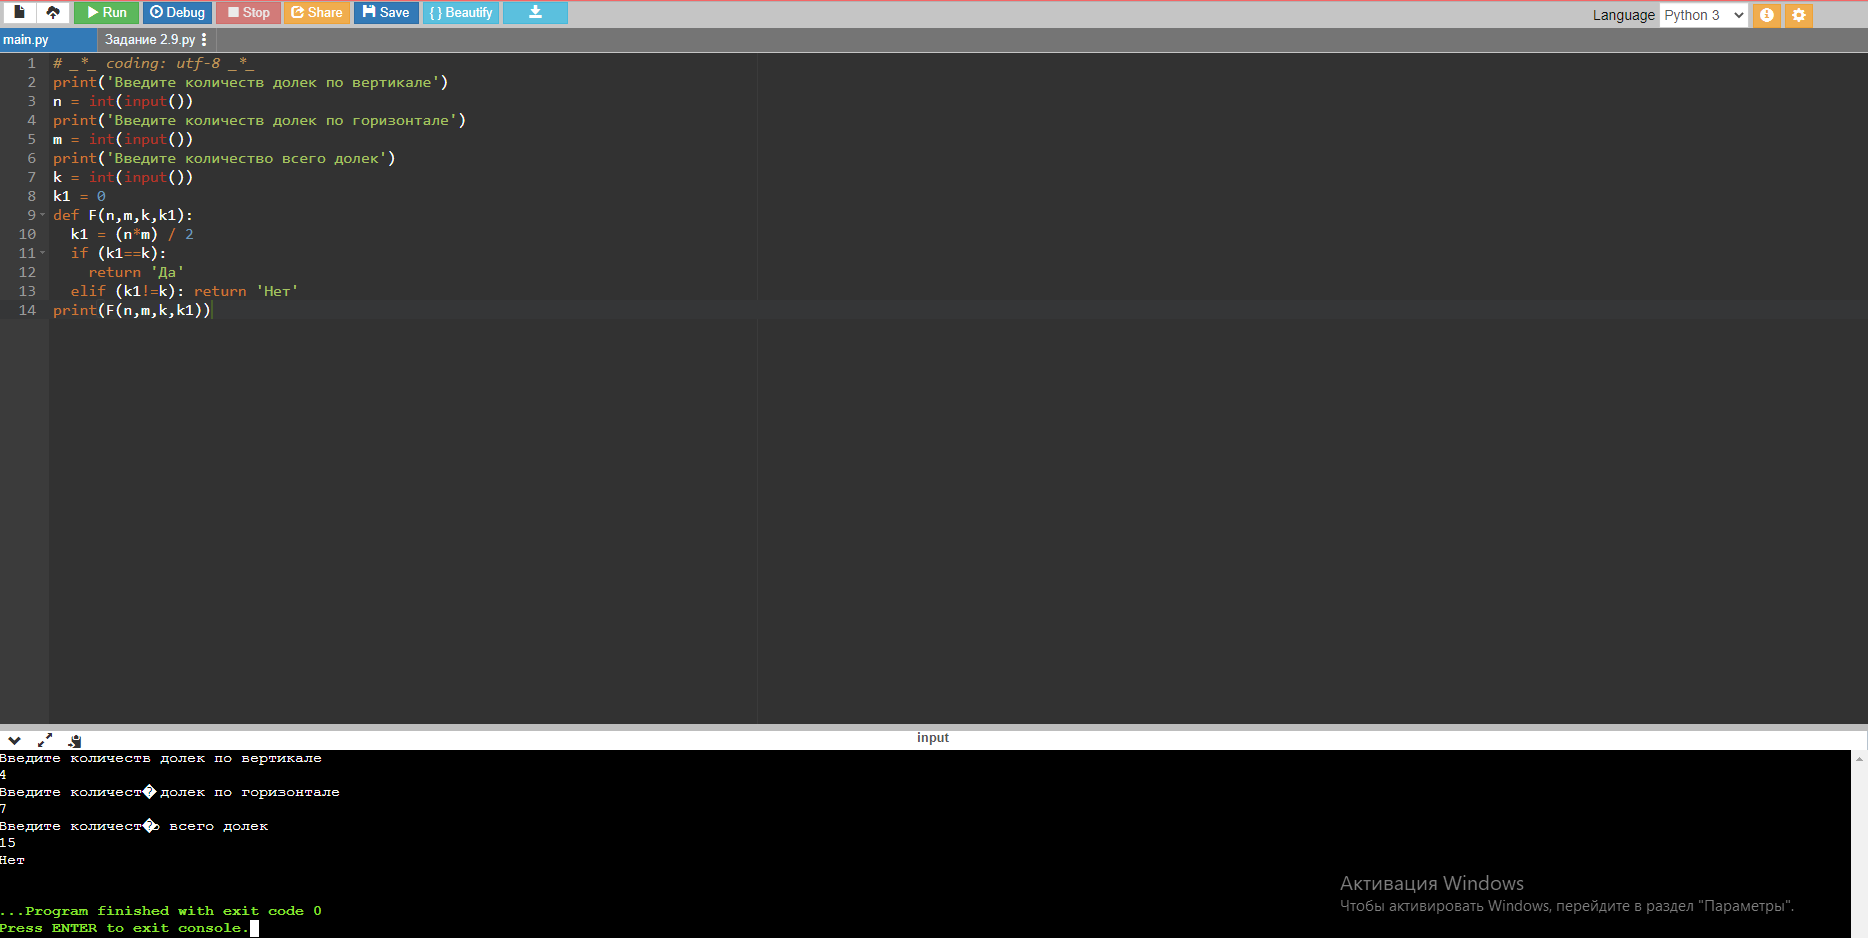 Run Debug Stop Share Save { } Beautify Language Python 3
main.py Задание 2.9.py
1 # _*_ coding: utf-8 _*_
2 print('Введите количеств долек по вертикале')
3 n = int(input())
4 print('Введите количеств долек по горизонтале')
5 m = int(input())
6 print('Введите количество всего долек')
7 k = int(input())
8 k1 = 0
9 def F(n,m,k,k1):
10 k1 = (n*m) / 2
11 if (k1==k):
12 return 'Да'
13 elif (k1!=k): return 'Нет'
14 print(F(n,m,k,k1))
input
Введите количеств долек по вертикале
4
Введите количест� долек по горизонтале
7
Введите количест�о всего долек
15
Нет
...Program finished with exit code 0
Press ENTER to exit console.
Активация Windows
Чтобы активировать Windows, перейдите в раздел "Параметры".